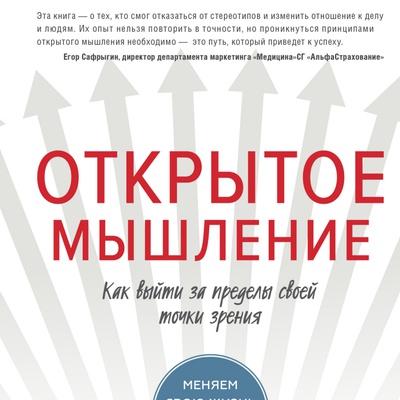 Эта книга — о тех, кто смог отказаться от стереотипов и изменить отношение к делу
и людям. Их опыт нельзя повторить в точности, но проникнуться принципами
открытого мышления необходимо — это путь, который приведет к успеху.
Егор Сафрыгин, директор департамента маркетинга «Медицина»СГ «АльфаСтрахование»
ОТКРЫТОЕ
МЫШЛЕНИЕ
Как выйти за пределы своей
точки зрения
МЕНЯЕМ